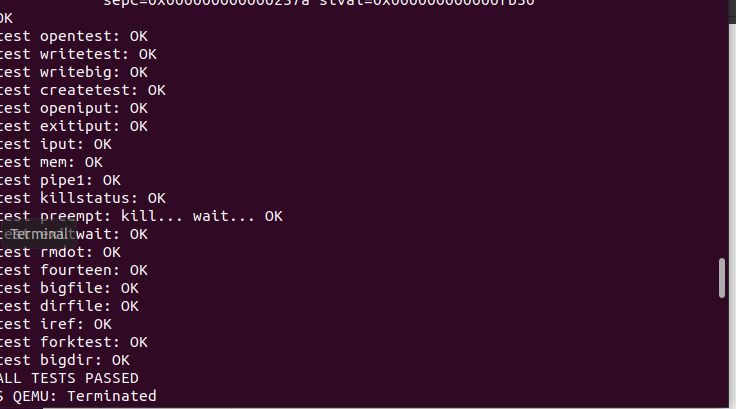 sepc=0x000000000000237a stval=0x000000000000fb30
OK
test opentest: OK
test writetest: OK
test writebig: OK
test createtest: OK
test openiput: OK
test exitiput: OK
test iput: OK
test mem: OK
test pipe1: OK
test killstatus: OK
test preempt: kill... wait... OK
Terminal wait: OK
test rmdot: OK
test fourteen: OK
test bigfile: OK
test dirfile: OK
test iref: OK
test forktest: OK
test bigdir: OK
ALL TESTS PASSED
$ QEMU: Terminated